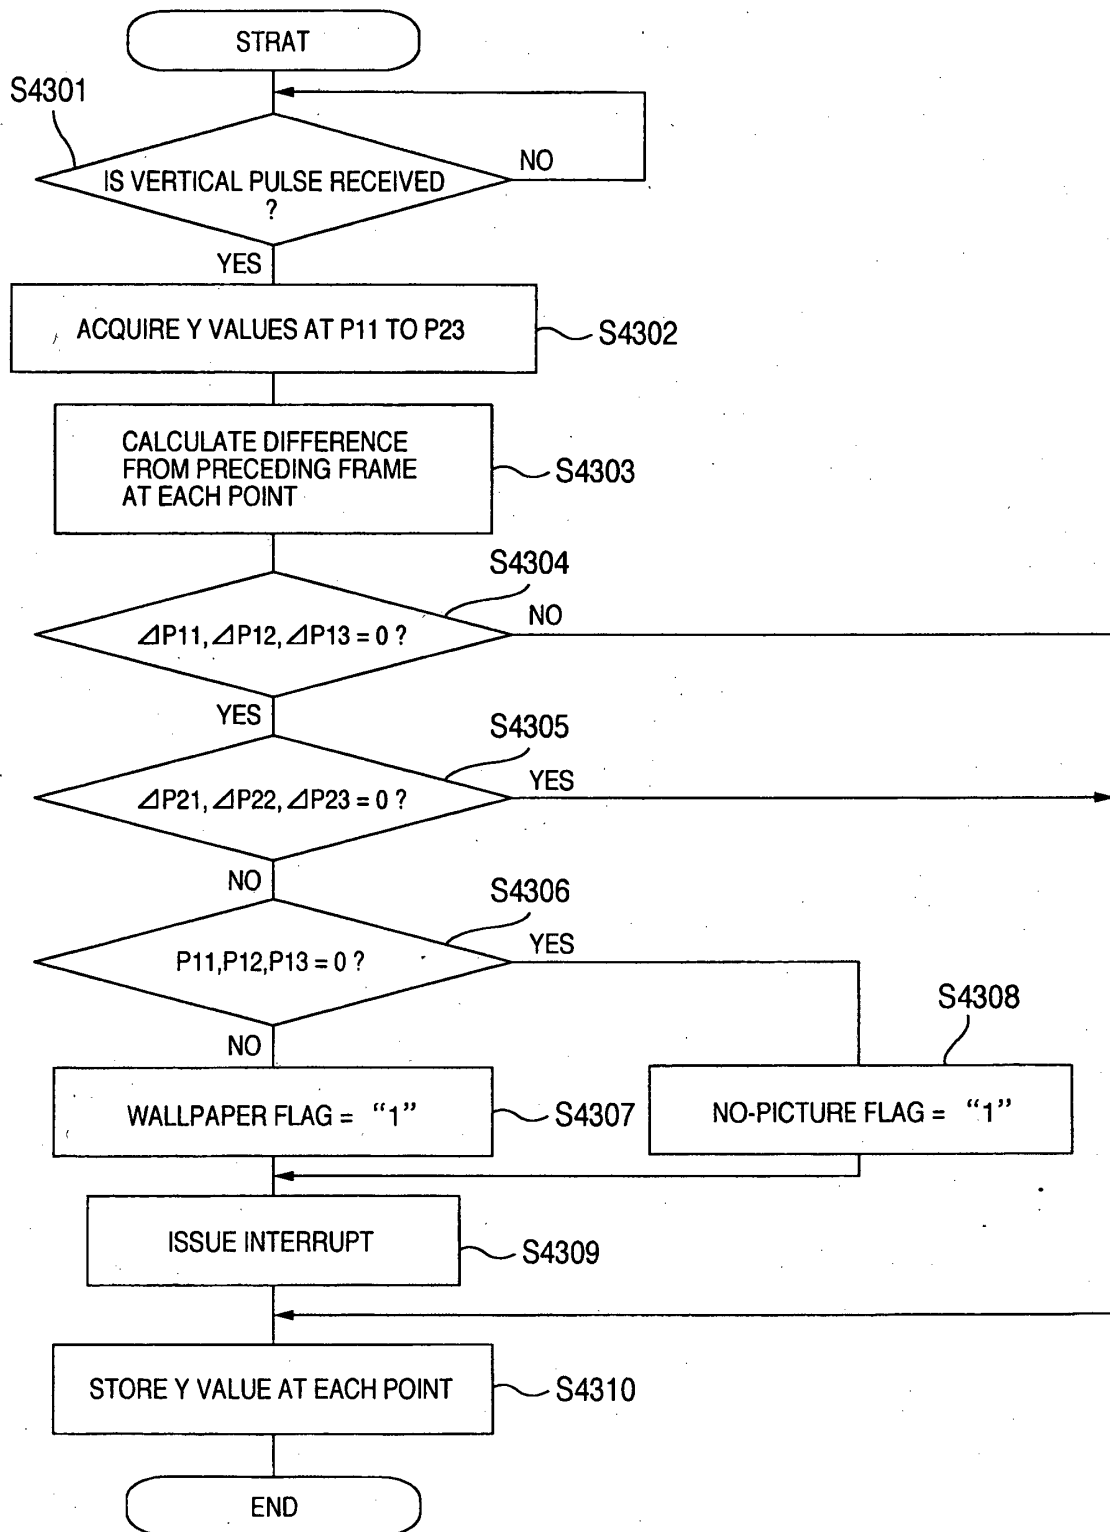 STRAT
S4301
IS VERTICAL PULSE RECEIVED
?
NO
YES
ACQUIRE Y VALUES AT P11 TO P23
S4302
CALCULATE DIFFERENCE
FROM PRECEDING FRAME
AT EACH POINT
S4303
S4304
⊿P11, ⊿P12, ⊿P13 = 0 ?
NO
YES
S4305
⊿P21, ⊿P22, ⊿P23 = 0 ?
YES
NO
S4306
P11,P12,P13 = 0 ?
YES
NO
S4308
WALLPAPER FLAG = “1”
S4307
NO-PICTURE FLAG = “1”
ISSUE INTERRUPT
S4309
STORE Y VALUE AT EACH POINT
S4310
END